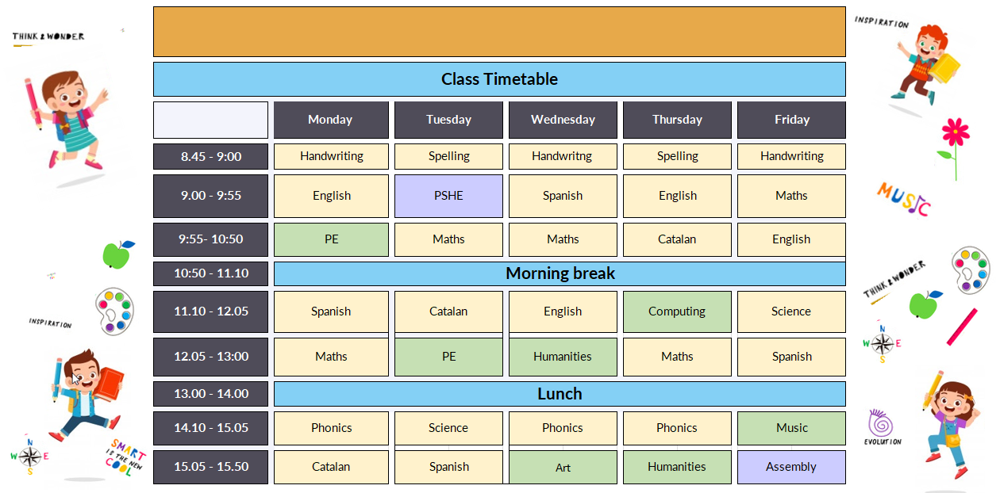 THINK & WONDER
INSPIRATION
Class Timetable
Monday Tuesday Wednesday Thursday Friday
8.45 - 9:00 Handwriting Spelling Handwritng Spelling Handwriting
9.00 - 9:55 English PSHE Spanish English Maths
MUSIC
9:55- 10:50 PE Maths Maths Catalan English
10:50 - 11.10 Morning break
THINK & WONDER
11.10 - 12.05 Spanish Catalan English Computing Science
INSPIRATION
12.05 - 13:00 Maths PE Humanities Maths Spanish
N
W E
S
13.00 - 14.00 Lunch
14.10 - 15.05 Phonics Science Phonics Phonics Music
EVOLUTION
15.05 - 15.50 Catalan Spanish Art Humanities Assembly
N
W E
S
SMART
IS THE NEW
COOL